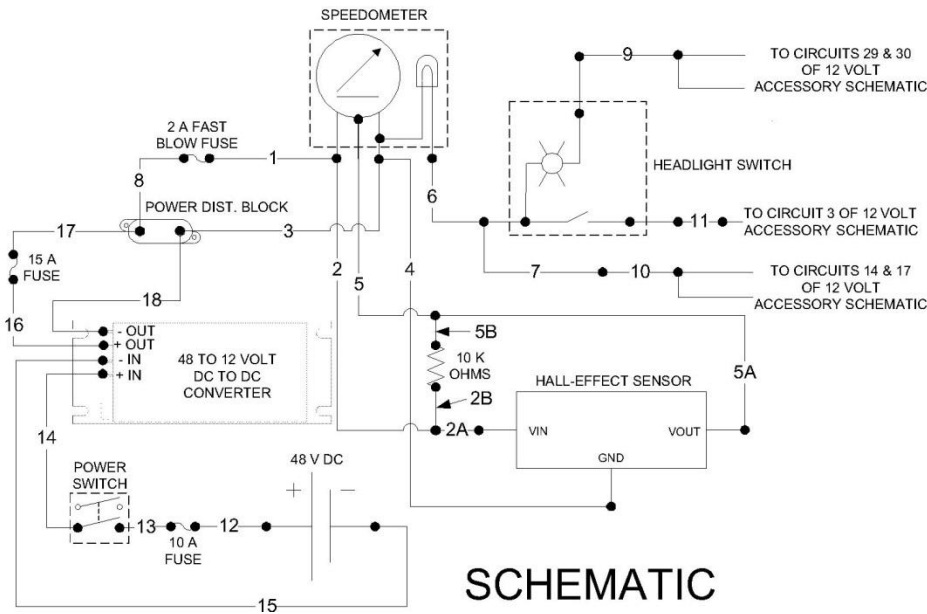 SPEEDOMETER
9
TO CIRCUITS 29 & 30
OF 12 VOLT
ACCESSORY SCHEMATIC
2 A FAST
BLOW FUSE
1
HEADLIGHT SWITCH
8
6
POWER DIST. BLOCK
17
3
11
TO CIRCUIT 3 OF 12 VOLT
ACCESSORY SCHEMATIC
15 A
FUSE
18
2
5
4
7
10
TO CIRCUITS 14 & 17
OF 12 VOLT
ACCESSORY SCHEMATIC
16
- OUT
+ OUT
- IN
+ IN
48 TO 12 VOLT
DC TO DC
CONVERTER
5B
10 K
OHMS
2B
2A
HALL-EFFECT SENSOR
5A
VIN
VOUT
GND
14
48 V DC
+
−
POWER
SWITCH
13
10 A
FUSE
12
15
SCHEMATIC